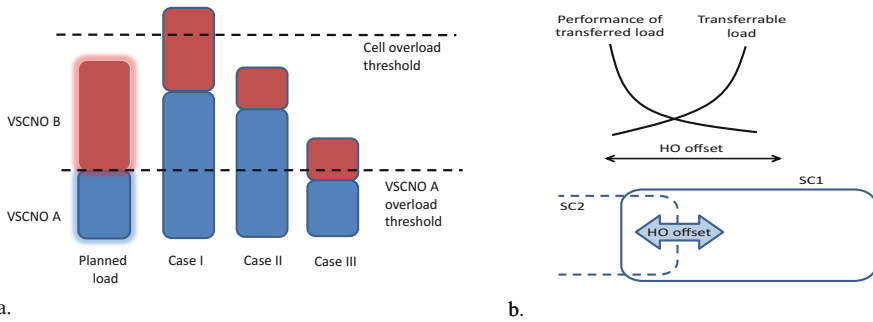 Cell overload
threshold
VSCNO B
VSCNO A
VSCNO A
overload
threshold
Planned
load
Case I
Case II
Case III
a.
Performance of
transferred load
Transferrable
load
HO offset
SC1
SC2
HO offset
b.